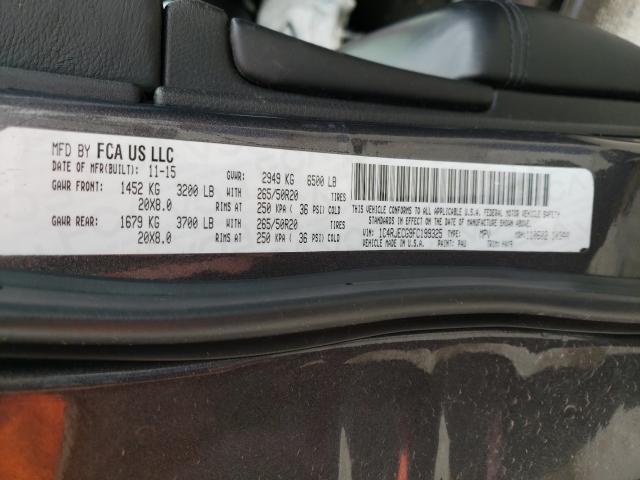 MFD BY FCA US LLC
DATE OF MFR(BUILT) 11-15 GVWR: 2949 KG 6500 LB
GAWR FRONT: 1452 KG 3200 LB WITH 265/50R20 TIRES
20X8.0 RIMS AT 250 KPA ( 36 PSI) COLD
GAWR REAR: 1679 KG 3700 LB WITH 265/50R20 TIRES
20X8.0 RIMS AT 250 KPA ( 36 PSI) COLD
THIS VEHICLE CONFORMS TO ALL APPLICABLE U.S.A. FEDERAL MOTOR VEHICLE SAFETY
STANDARDS IN EFFECT ON THE DATE OF MANUFACTURE SHOWN ABOVE.
VIN: 1C4RJECG9FC199325 TYPE: MPV
VEHICLE MADE IN U.S.A. PAINT: PAU TRIM: